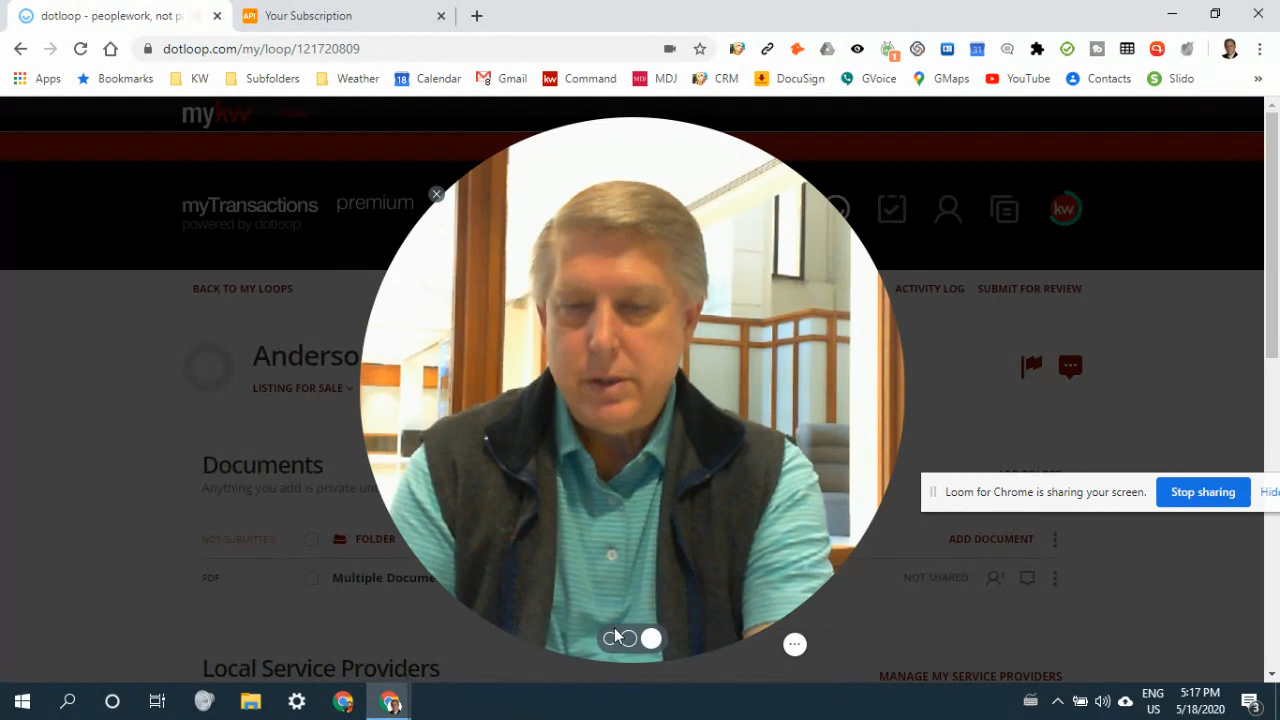 dotloop - peoplework, not p
Your Subscription
dotloop.com/my/loop/121720809
Apps
Bookmarks
KW
Subfolders
Weather
Calendar
Gmail
Command
MDJ
CRM
DocuSign
GVoice
GMaps
YouTube
Contacts
Slido
mykw
myTransactions premium
powered by dotloop
kw
BACK TO MY LOOPS
ACTIVITY LOG
SUBMIT FOR REVIEW
Anderso
LISTING FOR SALE
Documents
Anything you add is private un
Loom for Chrome is sharing your screen.
Stop sharing
Hide
NOT SUBMITTED
FOLDER
ADD DOCUMENT
PDF
Multiple Docume
NOT SHARED
Local Service Providers
MANAGE MY SERVICE PROVIDERS
ENG
US
5:17 PM
5/18/2020
3